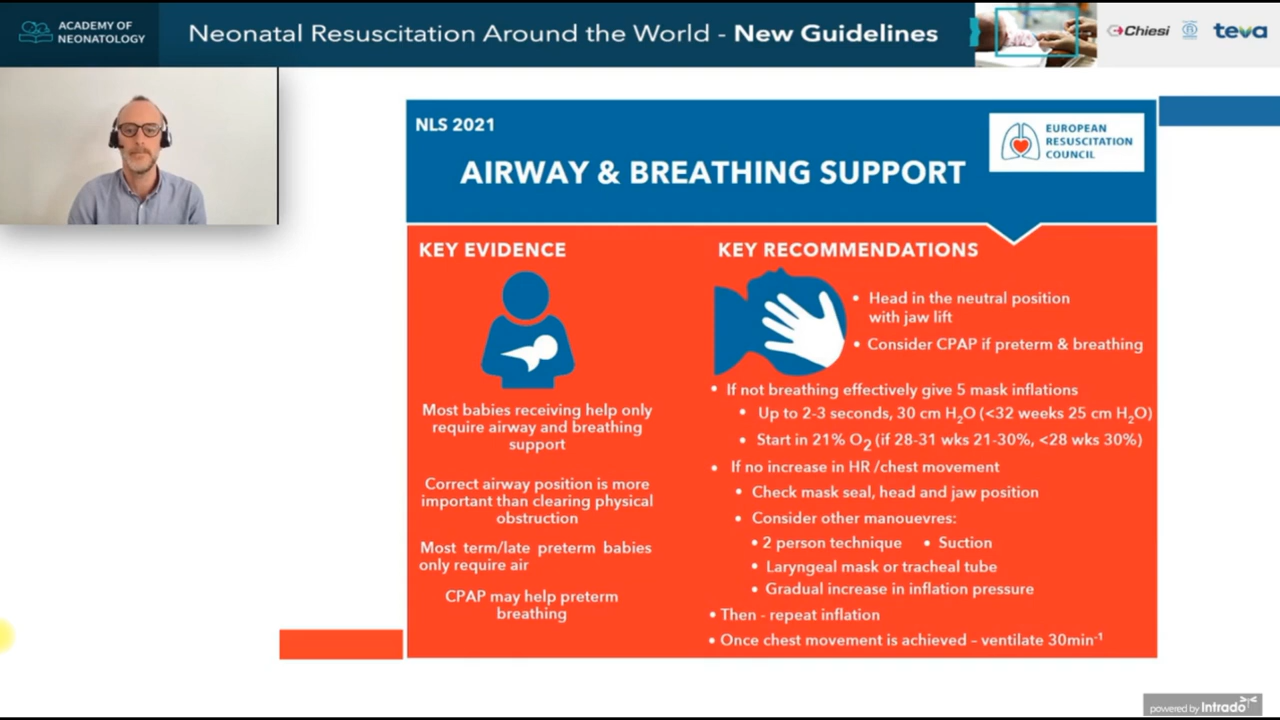 ACADEMY OF
NEONATOLOGY
Neonatal Resuscitation Around the World - New Guidelines
Chiesi
teva
NLS 2021
AIRWAY & BREATHING SUPPORT
EUROPEAN
RESUSCITATION
COUNCIL
KEY EVIDENCE
Most babies receiving help only
require airway and breathing
support
Correct airway position is more
important than clearing physical
obstruction
Most term/late preterm babies
only require air
CPAP may help preterm
breathing
KEY RECOMMENDATIONS
• Head in the neutral position
with jaw lift
• Consider CPAP if preterm & breathing
• If not breathing effectively give 5 mask inflations
• Up to 2-3 seconds, 30 cm H₂O (<32 weeks 25 cm H₂O)
• Start in 21% O₂ (if 28-31 wks 21-30%, <28 wks 30%)
• If no increase in HR /chest movement
• Check mask seal, head and jaw position
• Consider other manouevres:
• 2 person technique • Suction
• Laryngeal mask or tracheal tube
• Gradual increase in inflation pressure
• Then - repeat inflation
• Once chest movement is achieved – ventilate 30min⁻¹
powered by Intrado